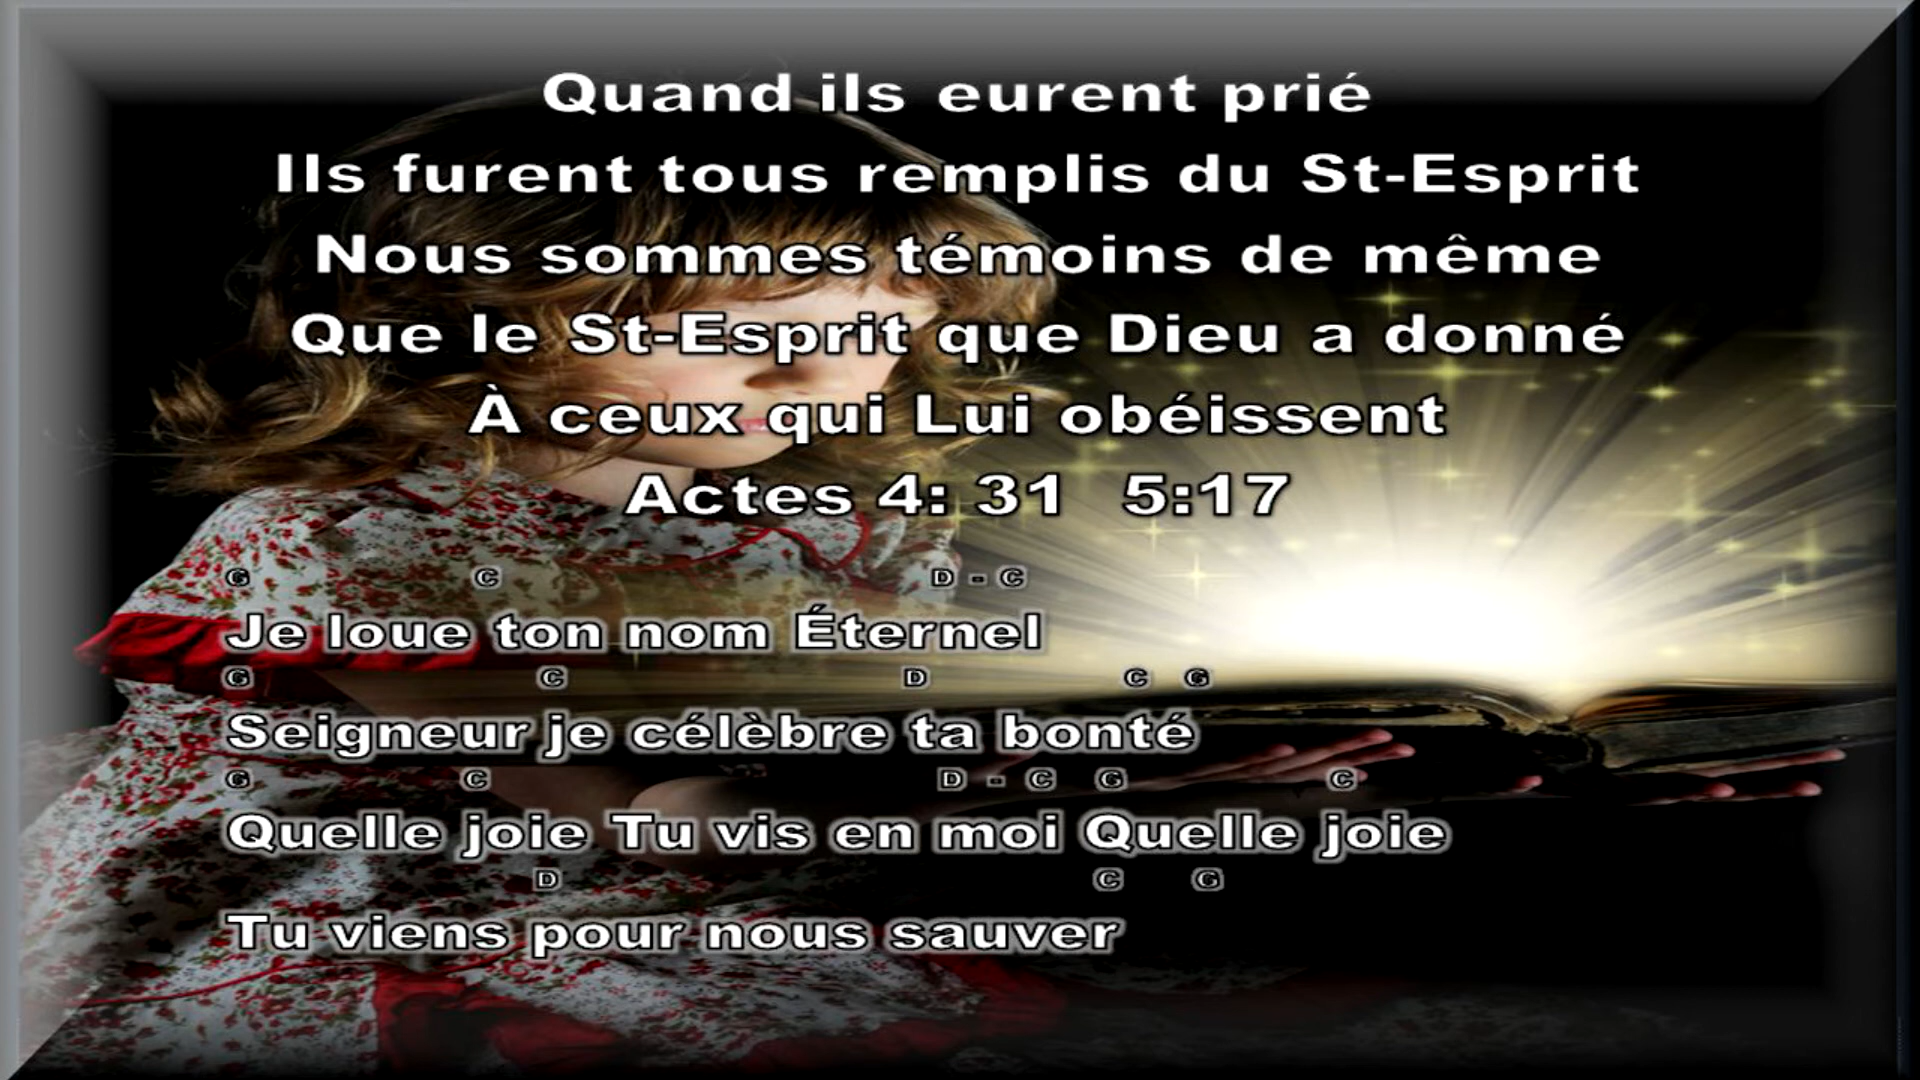 Quand ils eurent prié
Ils furent tous remplis du St-Esprit
Nous sommes témoins de même
Que le St-Esprit que Dieu a donné
À ceux qui Lui obéissent
Actes 4: 31 5:17
G C D - C
Je loue ton nom Éternel
G C D C G
Seigneur je célèbre ta bonté
G C D - C G C
Quelle joie Tu vis en moi Quelle joie
D C G
Tu viens pour nous sauver